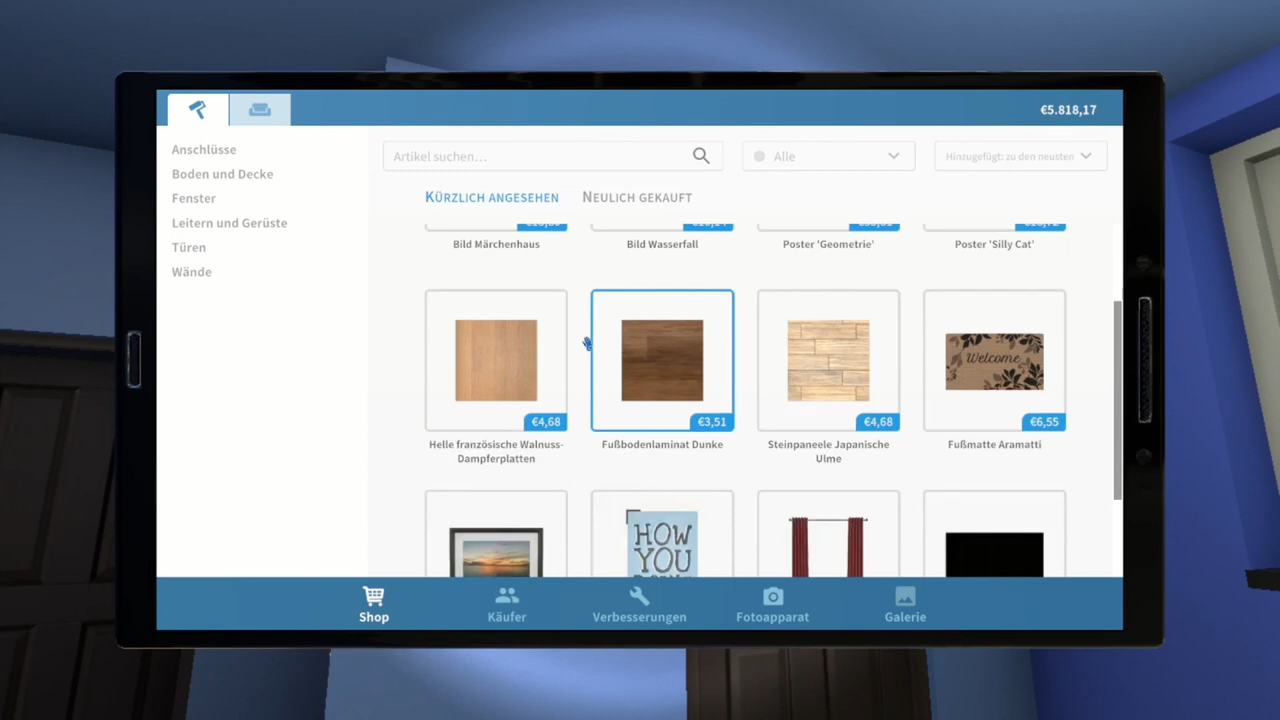 €5.818,17
Anschlüsse
Boden und Decke
Fenster
Leitern und Gerüste
Türen
Wände
Artikel suchen...
Alle
Hinzugefügt: zu den neusten
KÜRZLICH ANGESEHEN
NEULICH GEKAUFT
Bild Märchenhaus
Bild Wasserfall
Poster 'Geometrie'
Poster 'Silly Cat'
Welcome
€4,68
€3,51
€4,68
€6,55
Helle französische Walnuss-
Dampferplatten
Fußbodenlaminat Dunke
Steinpaneele Japanische
Ulme
Fußmatte Aramatti
HOW
YOU
Shop
Käufer
Verbesserungen
Fotoapparat
Galerie